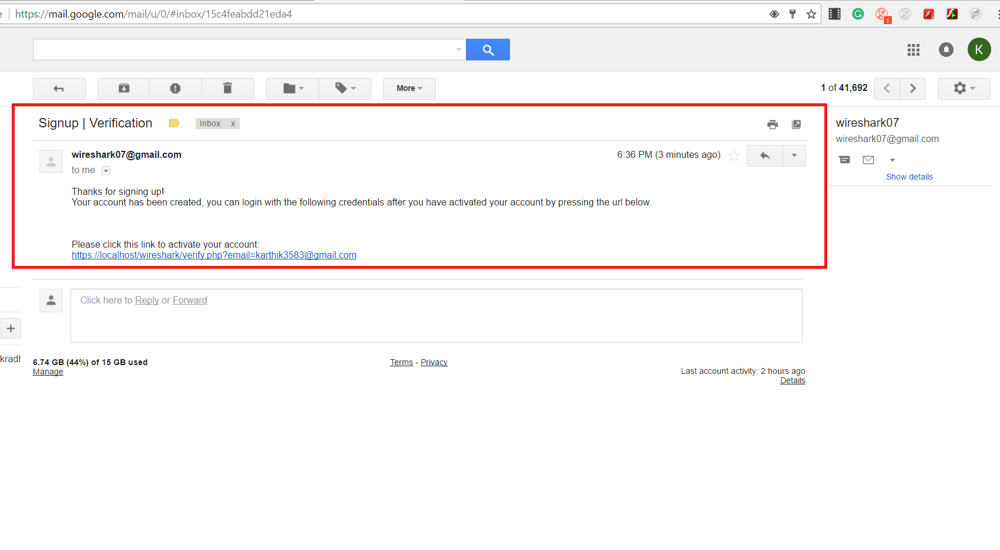 e https://mail.google.com/mail/u/0/#inbox/15c4feabdd21eda4
G
1
K
More
1 of 41,692
Signup | Verification
Inbox x
wireshark07
wireshark07@gmail.com
wireshark07@gmail.com
6:36 PM (3 minutes ago)
to me
Show details
Thanks for signing up!
Your account has been created, you can login with the following credentials after you have activated your account by pressing the url below.
Please click this link to activate your account:
https://localhost/wireshark/verify.php?email=karthik3583@gmail.com
Click here to Reply or Forward
kradh
6.74 GB (44%) of 15 GB used
Manage
Terms - Privacy
Last account activity: 2 hours ago
Details